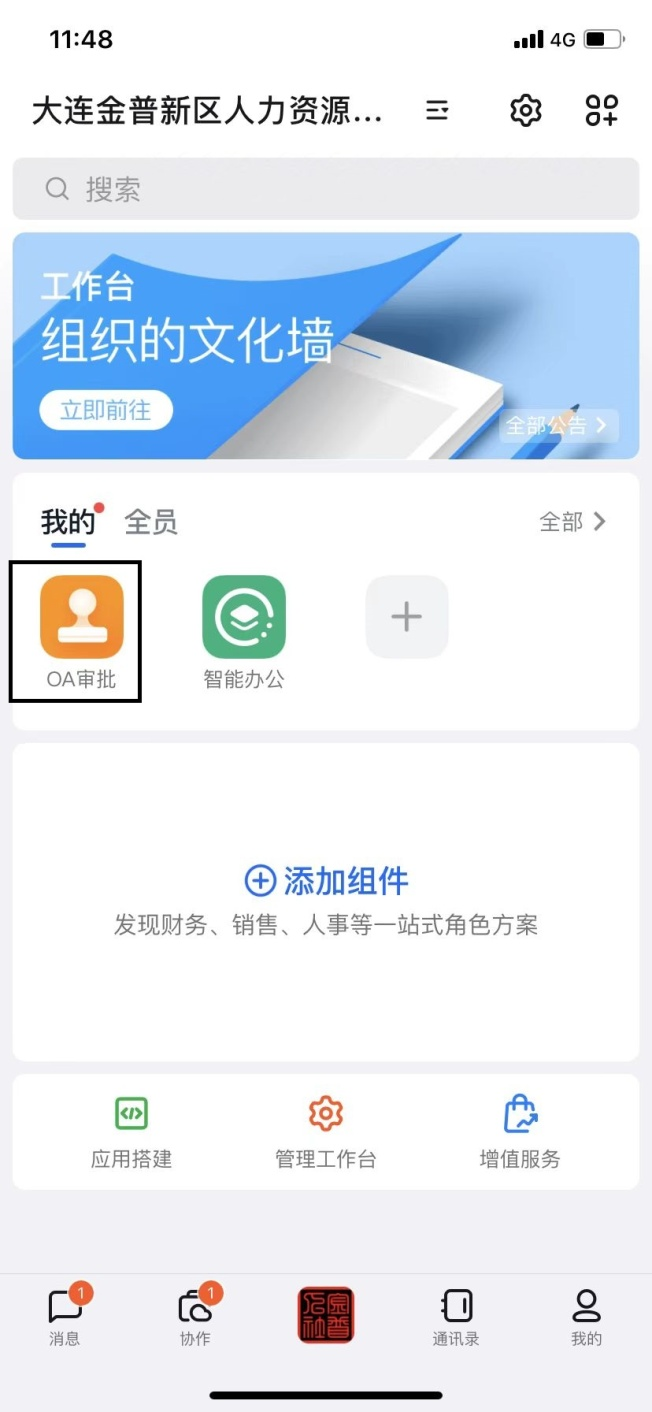 11:48
4G
大连金普新区人力资源...
搜索
工作台
组织的文化墙
立即前往
全部公告
我的
全员
全部
OA审批
智能办公
添加组件
发现财务、销售、人事等一站式角色方案
应用搭建
管理工作台
增值服务
1
1
消息
协作
通讯录
我的